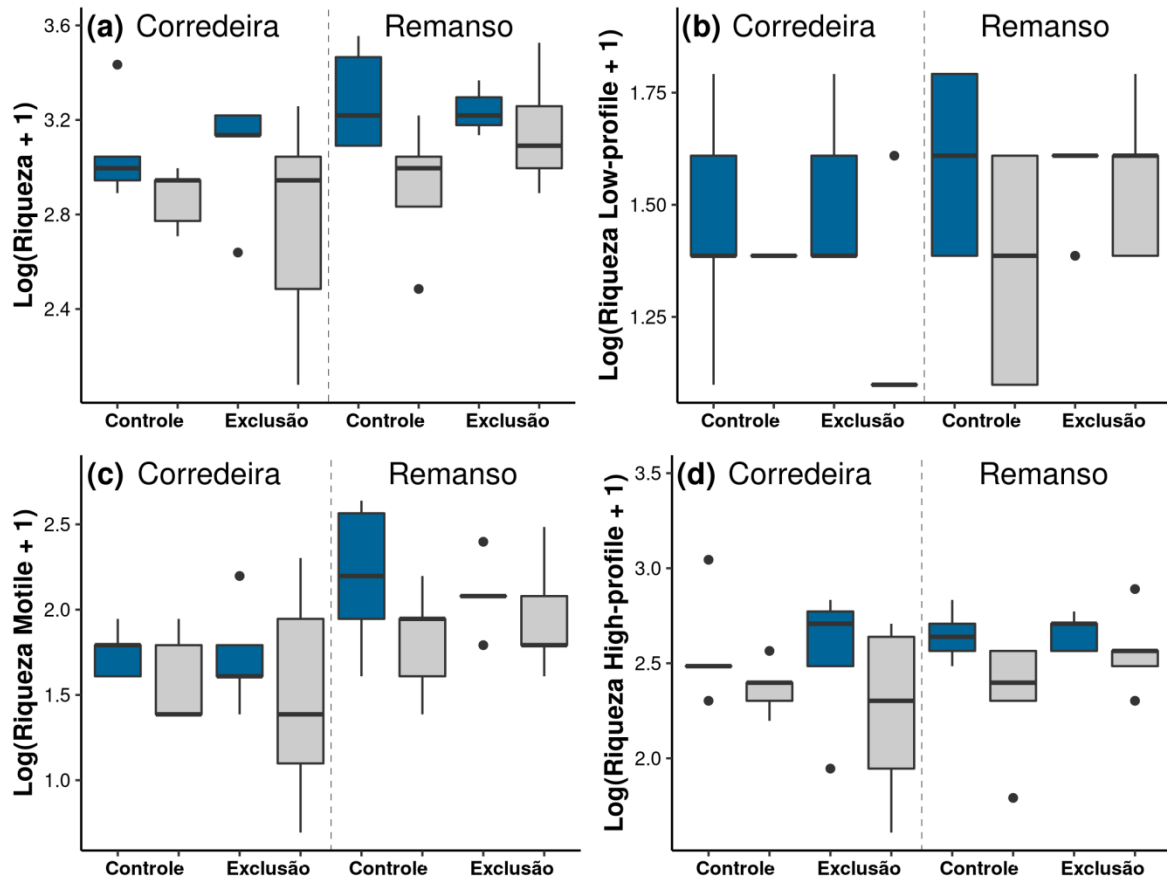 (a) Corredeira Remanso
Log(Riqueza + 1)
3.6
3.2
2.8
2.4
Controle Exclusão Controle Exclusão
(b) Corredeira Remanso
Log(Riqueza Low-profile + 1)
1.75
1.50
1.25
Controle Exclusão Controle Exclusão
(c) Corredeira Remanso
Log(Riqueza Motile + 1)
2.5
2.0
1.5
1.0
Controle Exclusão Controle Exclusão
(d) Corredeira Remanso
Log(Riqueza High-profile + 1)
3.5
3.0
2.5
2.0
Controle Exclusão Controle Exclusão